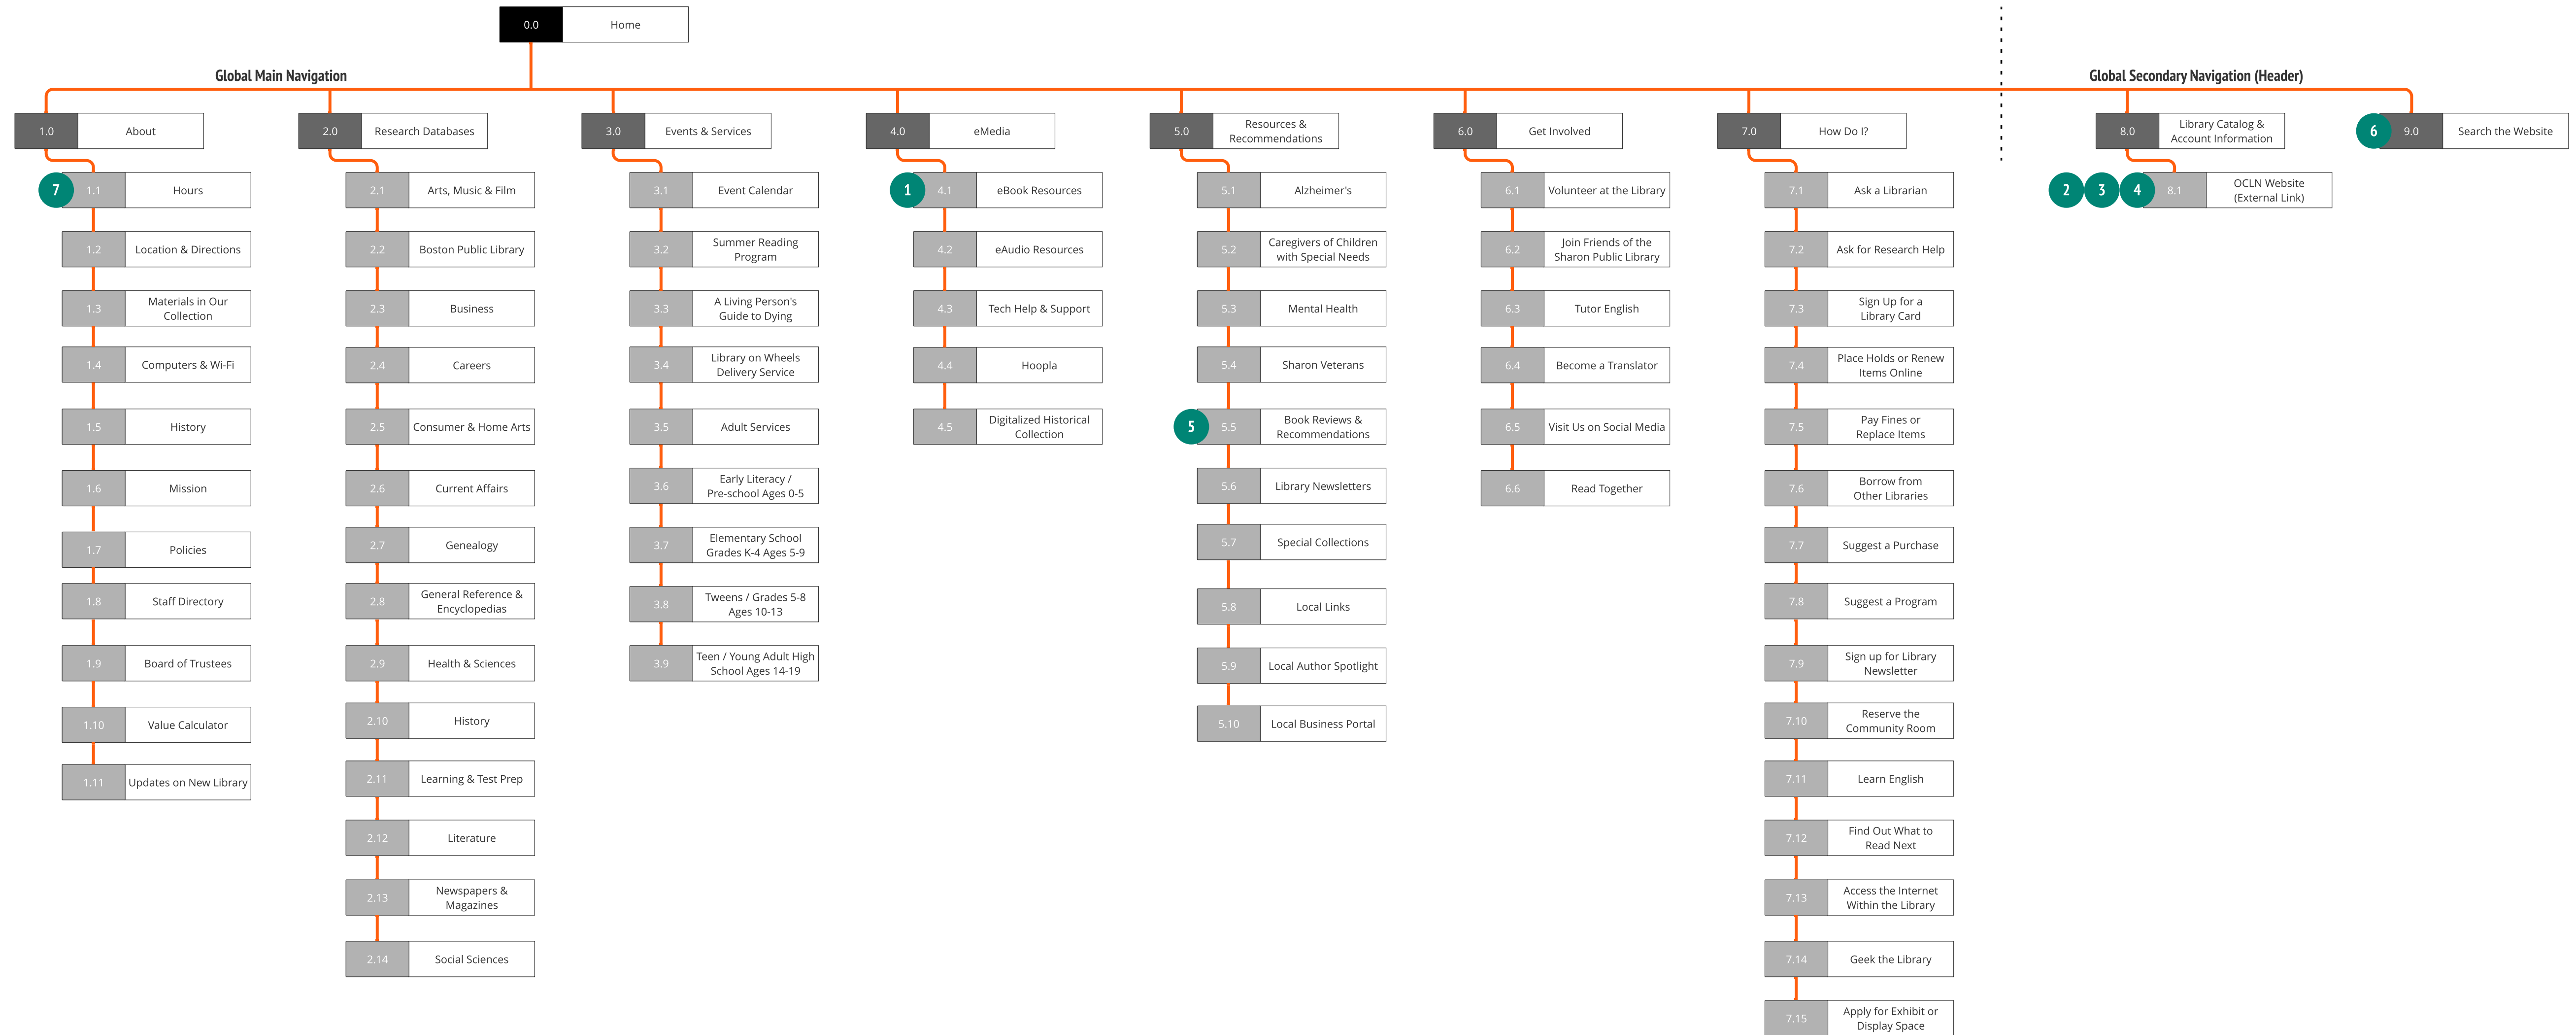 0.0
Home
Global Main Navigation
Global Secondary Navigation (Header)
1.0
About
7
1.1
Hours
1.2
Location & Directions
1.3
Materials in Our
Collection
1.4
Computers & Wi-Fi
1.5
History
1.6
Mission
1.7
Policies
1.8
Staff Directory
1.9
Board of Trustees
1.10
Value Calculator
1.11
Updates on New Library
2.0
Research Databases
2.1
Arts, Music & Film
2.2
Boston Public Library
2.3
Business
2.4
Careers
2.5
Consumer & Home Arts
2.6
Current Affairs
2.7
Genealogy
2.8
General Reference &
Encyclopedias
2.9
Health & Sciences
2.10
History
2.11
Learning & Test Prep
2.12
Literature
2.13
Newspapers &
Magazines
2.14
Social Sciences
3.0
Events & Services
3.1
Event Calendar
3.2
Summer Reading
Program
3.3
A Living Person's
Guide to Dying
3.4
Library on Wheels
Delivery Service
3.5
Adult Services
3.6
Early Literacy /
Pre-school Ages 0-5
3.7
Elementary School
Grades K-4 Ages 5-9
3.8
Tweens / Grades 5-8
Ages 10-13
3.9
Teen / Young Adult High
School Ages 14-19
4.0
eMedia
1
4.1
eBook Resources
4.2
eAudio Resources
4.3
Tech Help & Support
4.4
Hoopla
4.5
Digitalized Historical
Collection
5.0
Resources &
Recommendations
5.1
Alzheimer's
5.2
Caregivers of Children
with Special Needs
5.3
Mental Health
5.4
Sharon Veterans
5
5.5
Book Reviews &
Recommendations
5.6
Library Newsletters
5.7
Special Collections
5.8
Local Links
5.9
Local Author Spotlight
5.10
Local Business Portal
6.0
Get Involved
6.1
Volunteer at the Library
6.2
Join Friends of the
Sharon Public Library
6.3
Tutor English
6.4
Become a Translator
6.5
Visit Us on Social Media
6.6
Read Together
7.0
How Do I?
7.1
Ask a Librarian
7.2
Ask for Research Help
7.3
Sign Up for a
Library Card
7.4
Place Holds or Renew
Items Online
7.5
Pay Fines or
Replace Items
7.6
Borrow from
Other Libraries
7.7
Suggest a Purchase
7.8
Suggest a Program
7.9
Sign up for Library
Newsletter
7.10
Reserve the
Community Room
7.11
Learn English
7.12
Find Out What to
Read Next
7.13
Access the Internet
Within the Library
7.14
Geek the Library
7.15
Apply for Exhibit or
Display Space
8.0
Library Catalog &
Account Information
2
3
4
8.1
OCLN Website
(External Link)
6
9.0
Search the Website